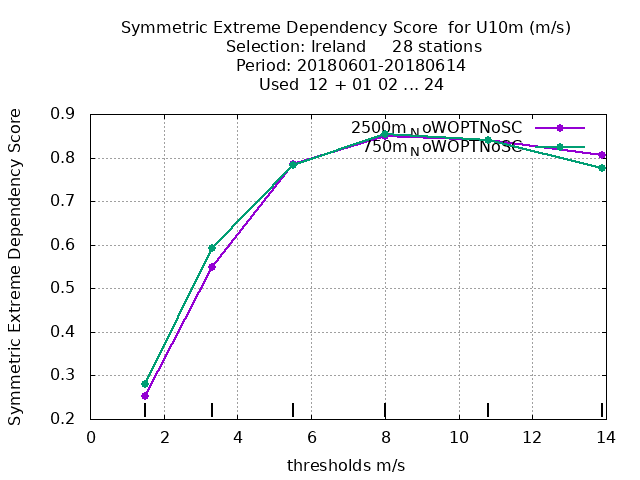 Symmetric Extreme Dependency Score for U10m (m/s)
Selection: Ireland 28 stations
Period: 20180601-20180614
Used 12 + 01 02 ... 24
Symmetric Extreme Dependency Score
0.9
0.8
0.7
0.6
0.5
0.4
0.3
0.2
2500mNoWOPTNoSC
750mNoWOPTNoSC
0 2 4 6 8 10 12 14
thresholds m/s